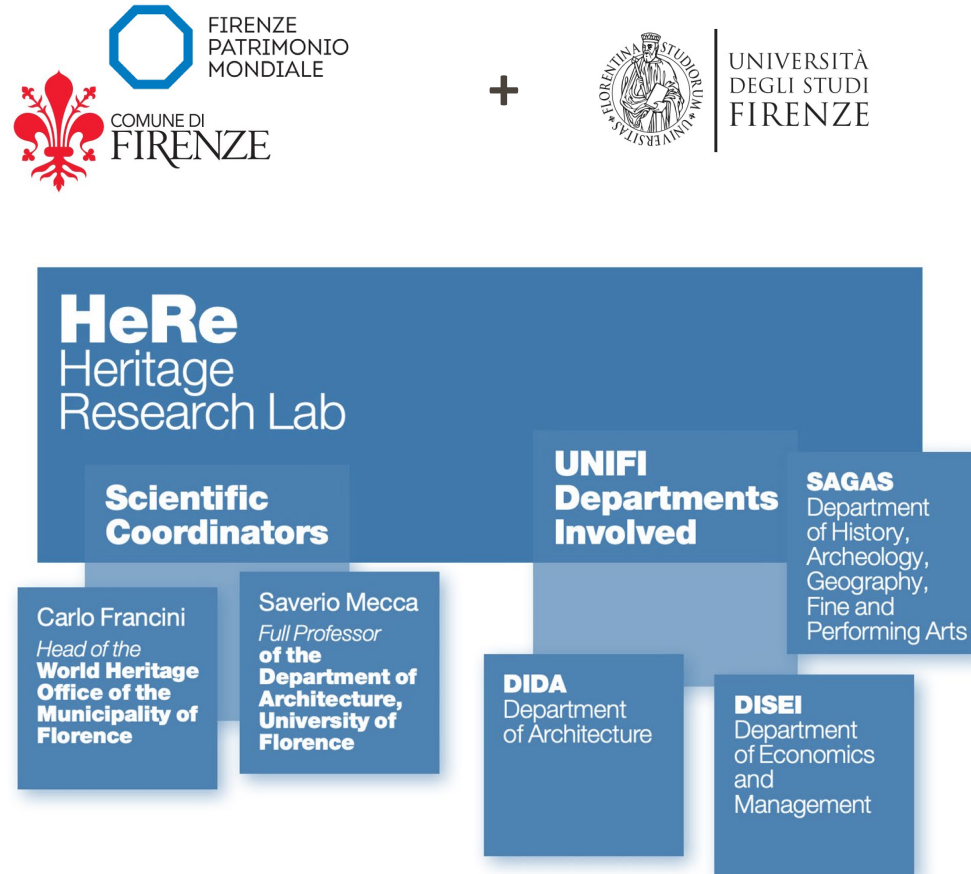 FIRENZE
PATRIMONIO
MONDIALE
COMUNE DI
FIRENZE
+
FLORENTINA STUDIORUM UNIVERSITAS
UNIVERSITÀ
DEGLI STUDI
FIRENZE
HeRe
Heritage
Research Lab
Scientific
Coordinators
Carlo Francini
Head of the
World Heritage
Office of the
Municipality of
Florence
Saverio Mecca
Full Professor
of the
Department of
Architecture,
University of
Florence
UNIFI
Departments
Involved
SAGAS
Department
of History,
Archeology,
Geography,
Fine and
Performing Arts
DIDA
Department
of Architecture
DISEI
Department
of Economics
and
Management